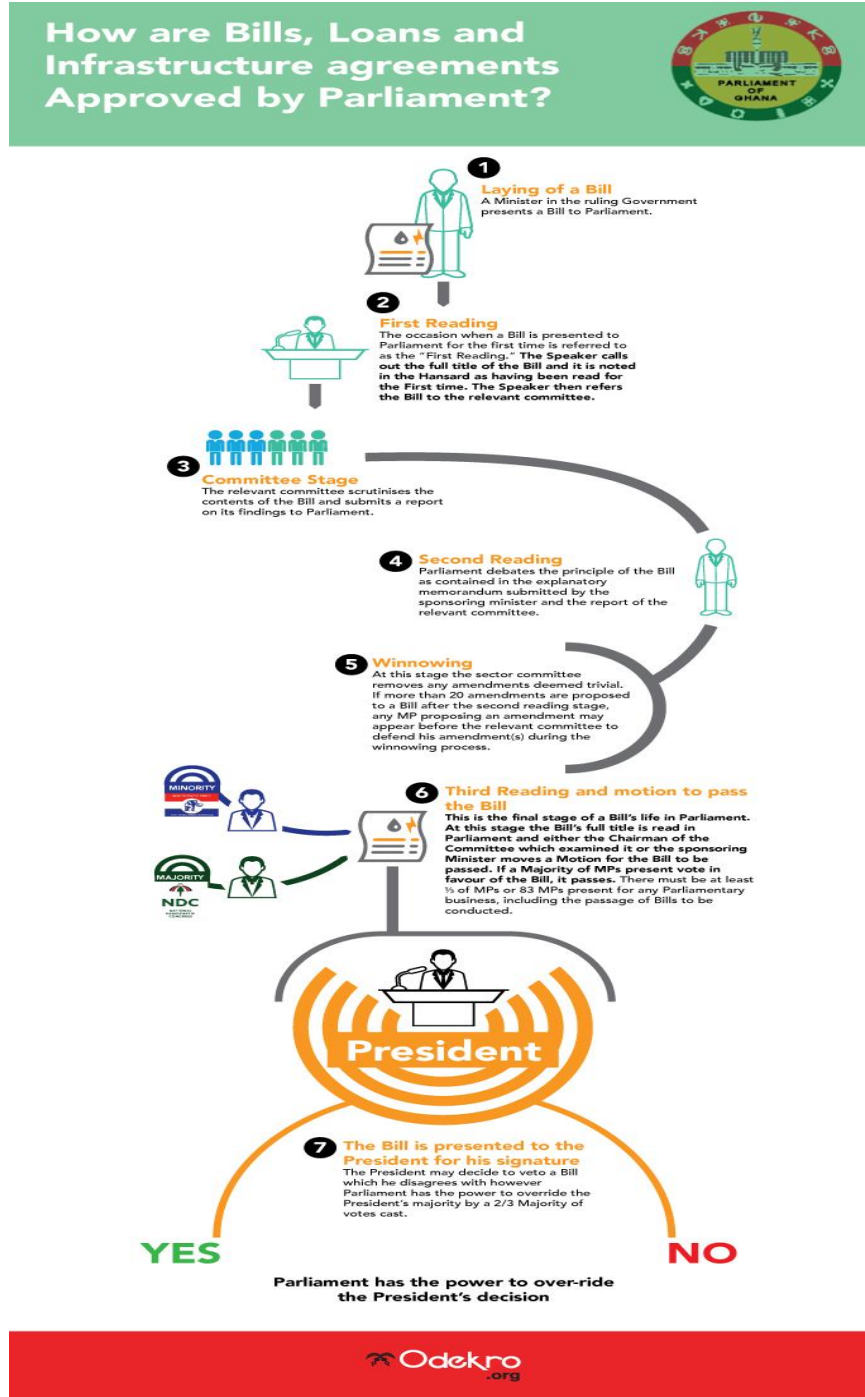 How are Bills, Loans and
Infrastructure agreements
Approved by Parliament?
PARLIAMENT
OF
GHANA
1
Laying of a Bill
A Minister in the ruling Government
presents a Bill to Parliament.
2
First Reading
The occasion when a Bill is presented to
Parliament for the first time is referred to
as the “First Reading.” The Speaker calls
out the full title of the Bill and it is noted
in the Hansard as having been read for
the First time. The Speaker then refers
the Bill to the relevant committee.
3
Committee Stage
The relevant committee scrutinises the
contents of the Bill and submits a report
on its findings to Parliament.
4
Second Reading
Parliament debates the principle of the Bill
as contained in the explanatory
memorandum submitted by the
sponsoring minister and the report of the
relevant committee.
5
Winnowing
At this stage the sector committee
removes any amendments deemed trivial.
If more than 20 amendments are proposed
to a Bill after the second reading stage,
any MP proposing an amendment may
appear before the relevant committee to
defend his amendment(s) during the
winnowing process.
MINORITY
MAJORITY
NDC
NATIONAL
DEMOCRATIC
CONGRESS
6
Third Reading and motion to pass
the Bill
This is the final stage of a Bill’s life in Parliament.
At this stage the Bill’s full title is read in
Parliament and either the Chairman of the
Committee which examined it or the sponsoring
Minister moves a Motion for the Bill to be
passed. If a Majority of MPs present vote in
favour of the Bill, it passes. There must be at least
⅓ of MPs or 83 MPs present for any Parliamentary
business, including the passage of Bills to be
conducted.
President
7
The Bill is presented to the
President for his signature
The President may decide to veto a Bill
which he disagrees with however
Parliament has the power to override the
President’s majority by a 2/3 Majority of
votes cast.
YES
NO
Parliament has the power to over-ride
the President’s decision
Odekro
.org